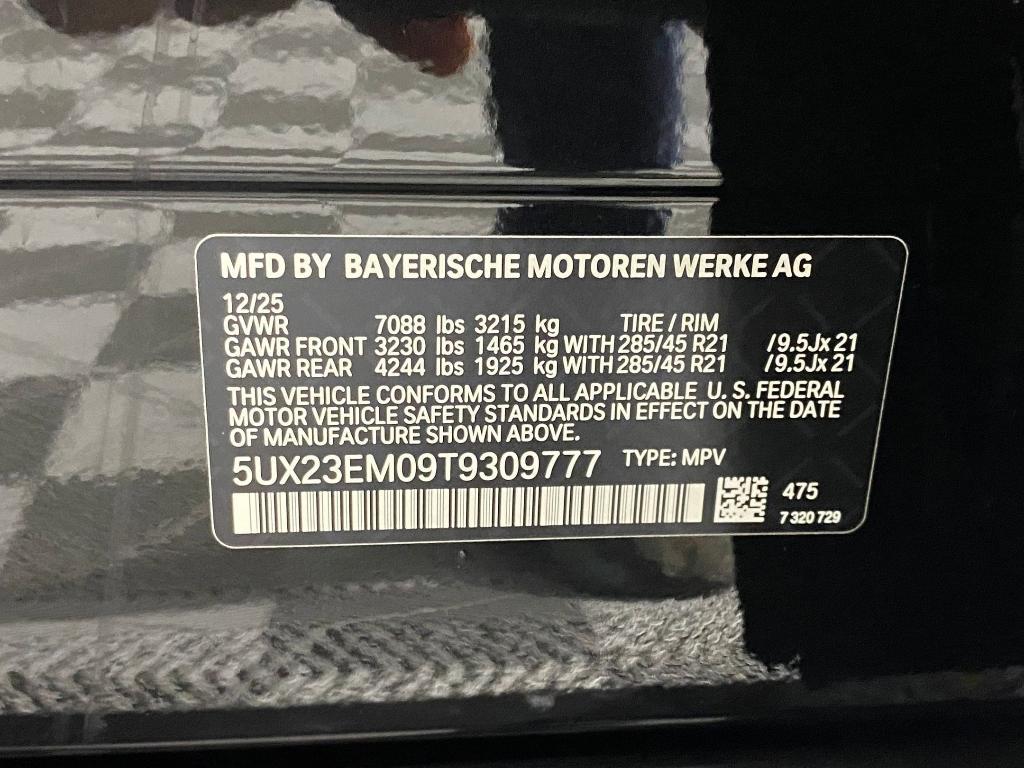 MFD BY BAYERISCHE MOTOREN WERKE AG
12/25
GVWR 7088 lbs 3215 kg TIRE / RIM
GAWR FRONT 3230 lbs 1465 kg WITH 285/45 R21 /9.5Jx 21
GAWR REAR 4244 lbs 1925 kg WITH 285/45 R21 /9.5Jx 21
THIS VEHICLE CONFORMS TO ALL APPLICABLE U. S. FEDERAL
MOTOR VEHICLE SAFETY STANDARDS IN EFFECT ON THE DATE
OF MANUFACTURE SHOWN ABOVE.
5UX23EM09T9309777 TYPE: MPV
475
7 320 729